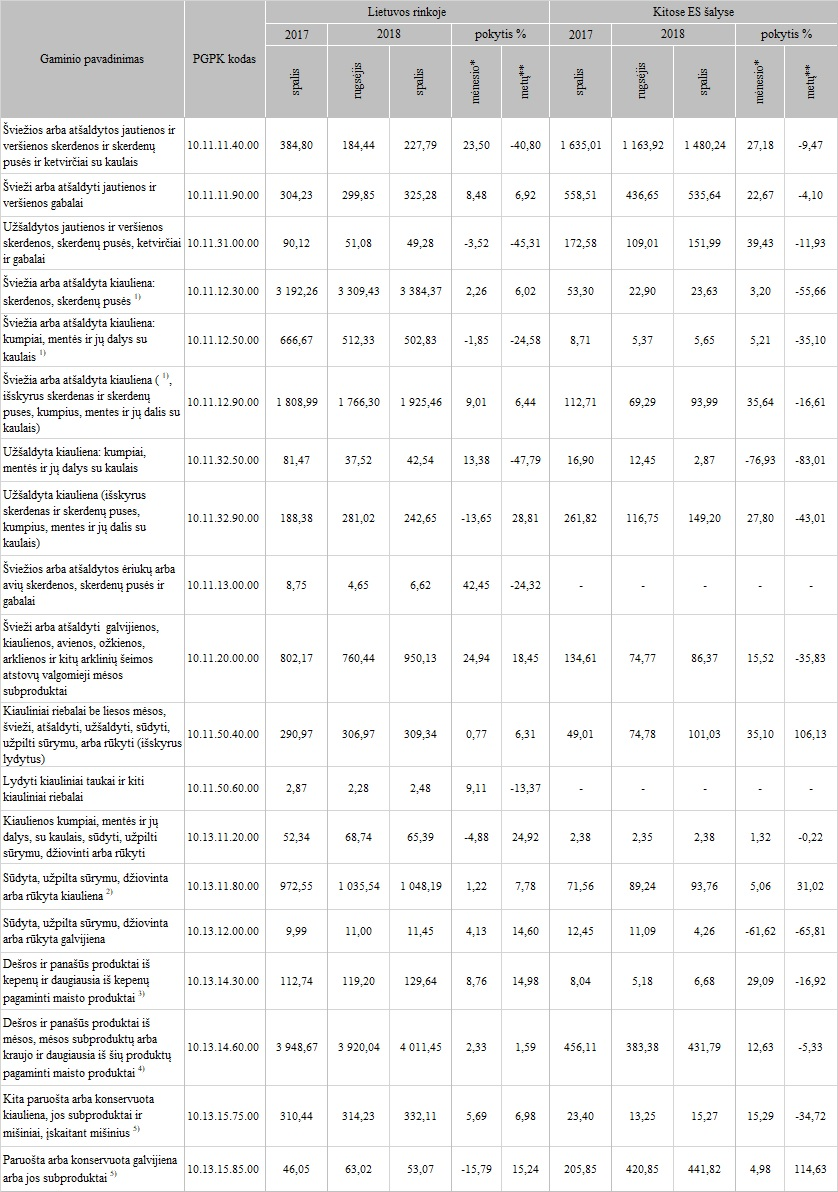 Gaminio pavadinimas PGPK kodas Lietuvos rinkoje Kitose ES šalyse
2017 2018 pokytis % 2017 2018 pokytis %
spalis rugsėjis spalis mėnesio* metų** spalis rugsėjis spalis mėnesio* metų**
Šviežios arba atšaldytos jautienos ir
veršienos skerdenos ir skerdenų
pusės ir ketvirčiai su kaulais
10.11.11.40.00 384,80 184,44 227,79 23,50 -40,80 1 635,01 1 163,92 1 480,24 27,18 -9,47
Švieži arba atšaldyti jautienos ir
veršienos gabalai
10.11.11.90.00 304,23 299,85 325,28 8,48 6,92 558,51 436,65 535,64 22,67 -4,10
Užšaldytos jautienos ir veršienos
skerdenos, skerdenų pusės, ketvirčiai
ir gabalai
10.11.31.00.00 90,12 51,08 49,28 -3,52 -45,31 172,58 109,01 151,99 39,43 -11,93
Šviežia arba atšaldyta kiauliena:
skerdenos, skerdenų pusės 1)
10.11.12.30.00 3 192,26 3 309,43 3 384,37 2,26 6,02 53,30 22,90 23,63 3,20 -55,66
Šviežia arba atšaldyta kiauliena:
kumpiai, mentės ir jų dalys su
kaulais 1)
10.11.12.50.00 666,67 512,33 502,83 -1,85 -24,58 8,71 5,37 5,65 5,21 -35,10
Šviežia arba atšaldyta kiauliena ( 1),
išskyrus skerdenas ir skerdenų
puses, kumpius, mentes ir jų dalis su
kaulais)
10.11.12.90.00 1 808,99 1 766,30 1 925,46 9,01 6,44 112,71 69,29 93,99 35,64 -16,61
Užšaldyta kiauliena: kumpiai,
mentės ir jų dalys su kaulais
10.11.32.50.00 81,47 37,52 42,54 13,38 -47,79 16,90 12,45 2,87 -76,93 -83,01
Užšaldyta kiauliena (išskyrus
skerdenas ir skerdenų puses,
kumpius, mentes ir jų dalis su
kaulais)
10.11.32.90.00 188,38 281,02 242,65 -13,65 28,81 261,82 116,75 149,20 27,80 -43,01
Šviežios arba atšaldytos ėriukų arba
avių skerdenos, skerdenų pusės ir
gabalai
10.11.13.00.00 8,75 4,65 6,62 42,45 -24,32 - - - - -
Švieži arba atšaldyti galvijienos,
kiaulienos, avienos, ožkienos,
arklienos ir kitų arklinių šeimos
atstovų valgomieji mėsos
subproduktai
10.11.20.00.00 802,17 760,44 950,13 24,94 18,45 134,61 74,77 86,37 15,52 -35,83
Kiauliniai riebalai be liesos mėsos,
švieži, atšaldyti, užšaldyti, sūdyti,
užpilti sūrymu, arba rūkyti (išskyrus
lydytus)
10.11.50.40.00 290,97 306,97 309,34 0,77 6,31 49,01 74,78 101,03 35,10 106,13
Lydyti kiauliniai taukai ir kiti
kiauliniai riebalai
10.11.50.60.00 2,87 2,28 2,48 9,11 -13,37 - - - - -
Kiaulienos kumpiai, mentės ir jų
dalys, su kaulais, sūdyti, užpilti
sūrymu, džiovinti arba rūkyti
10.13.11.20.00 52,34 68,74 65,39 -4,88 24,92 2,38 2,35 2,38 1,32 -0,22
Sūdyta, užpilta sūrymu, džiovinta
arba rūkyta kiauliena 2)
10.13.11.80.00 972,55 1 035,54 1 048,19 1,22 7,78 71,56 89,24 93,76 5,06 31,02
Sūdyta, užpilta sūrymu, džiovinta
arba rūkyta galvijiena
10.13.12.00.00 9,99 11,00 11,45 4,13 14,60 12,45 11,09 4,26 -61,62 -65,81
Dešros ir panašūs produktai iš
kepenų ir daugiausia iš kepenų
pagaminti maisto produktai 3)
10.13.14.30.00 112,74 119,20 129,64 8,76 14,98 8,04 5,18 6,68 29,09 -16,92
Dešros ir panašūs produktai iš
mėsos, mėsos subproduktų arba
kraujo ir daugiausia iš šių produktų
pagaminti maisto produktai 4)
10.13.14.60.00 3 948,67 3 920,04 4 011,45 2,33 1,59 456,11 383,38 431,79 12,63 -5,33
Kita paruošta arba konservuota
kiauliena, jos subproduktai ir
mišiniai, įskaitant mišinius 5)
10.13.15.75.00 310,44 314,23 332,11 5,69 6,98 23,40 13,25 15,27 15,29 -34,72
Paruošta arba konservuota galvijiena
arba jos subproduktai 5)
10.13.15.85.00 46,05 63,02 53,07 -15,79 15,24 205,85 420,85 441,82 4,98 114,63